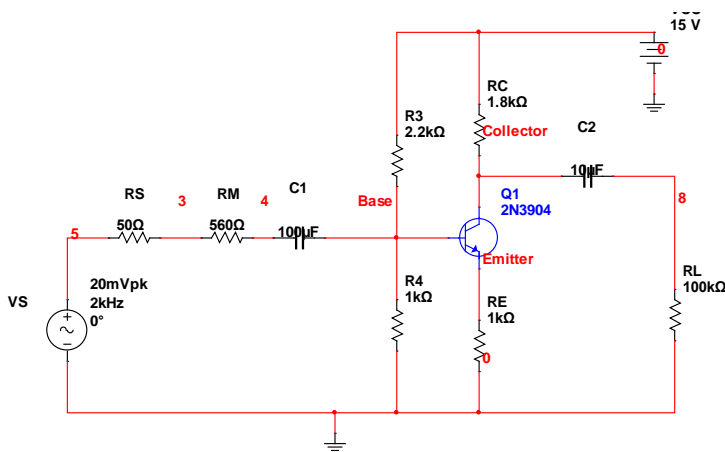 15 V
0
RC
1.8kΩ
R3
2.2kΩ
Collector
C2
10µF
RS
3
RM
4
C1
Base
Q1
2N3904
8
5
50Ω
560Ω
100µF
Emitter
20mVpk
2kHz
0°
VS
R4
1kΩ
RE
1kΩ
0
RL
100kΩ